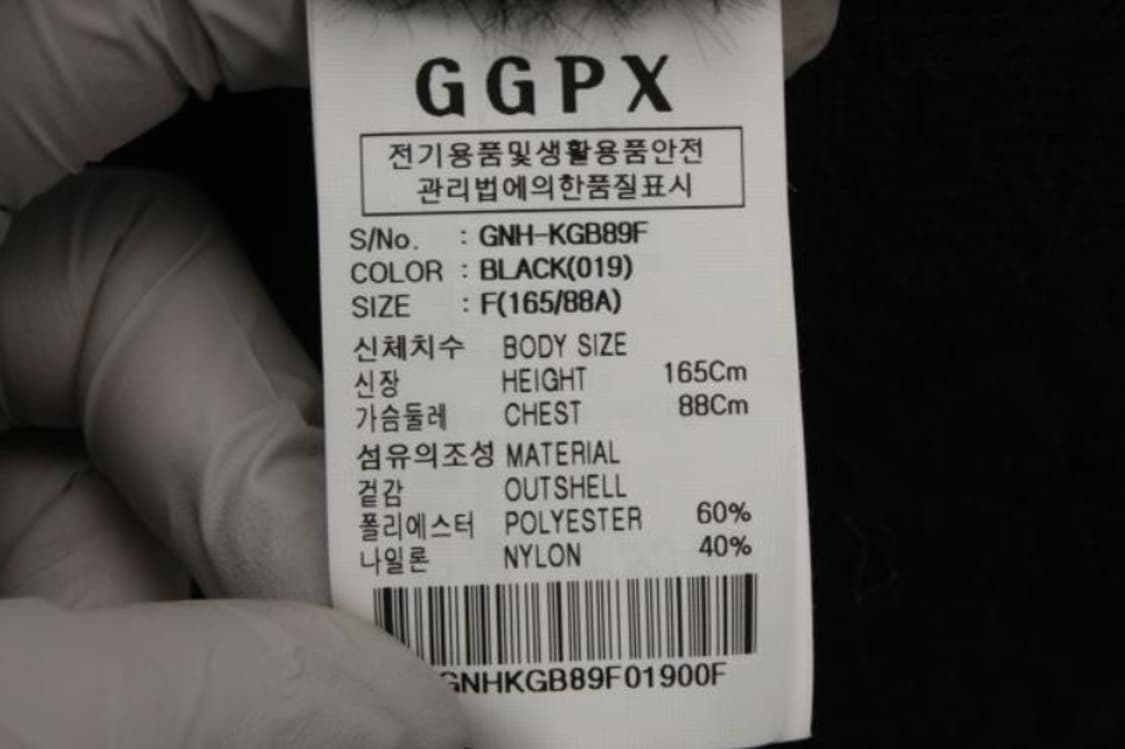 GGPX
전기용품및생활용품안전
관리법에의한품질표시
S/No. : GNH-KGB89F
COLOR : BLACK(019)
SIZE : F(165/88A)
신체치수 BODY SIZE
신장 HEIGHT 165Cm
가슴둘레 CHEST 88Cm
섬유의조성 MATERIAL
겉감 OUTSHELL
폴리에스터 POLYESTER 60%
나일론 NYLON 40%
GNHKGB89F01900F